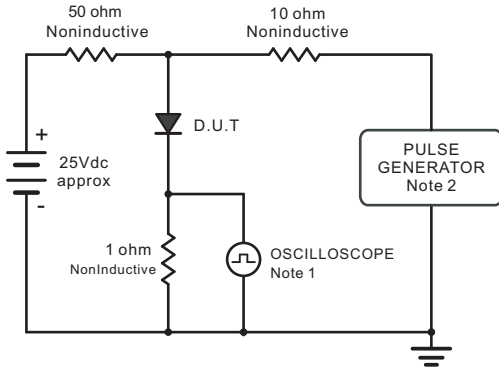 50 ohm
Noninductive
10 ohm
Noninductive
D.U.T
+
25Vdc
approx
-
PULSE
GENERATOR
Note 2
1 ohm
NonInductive
OSCILLOSCOPE
Note 1